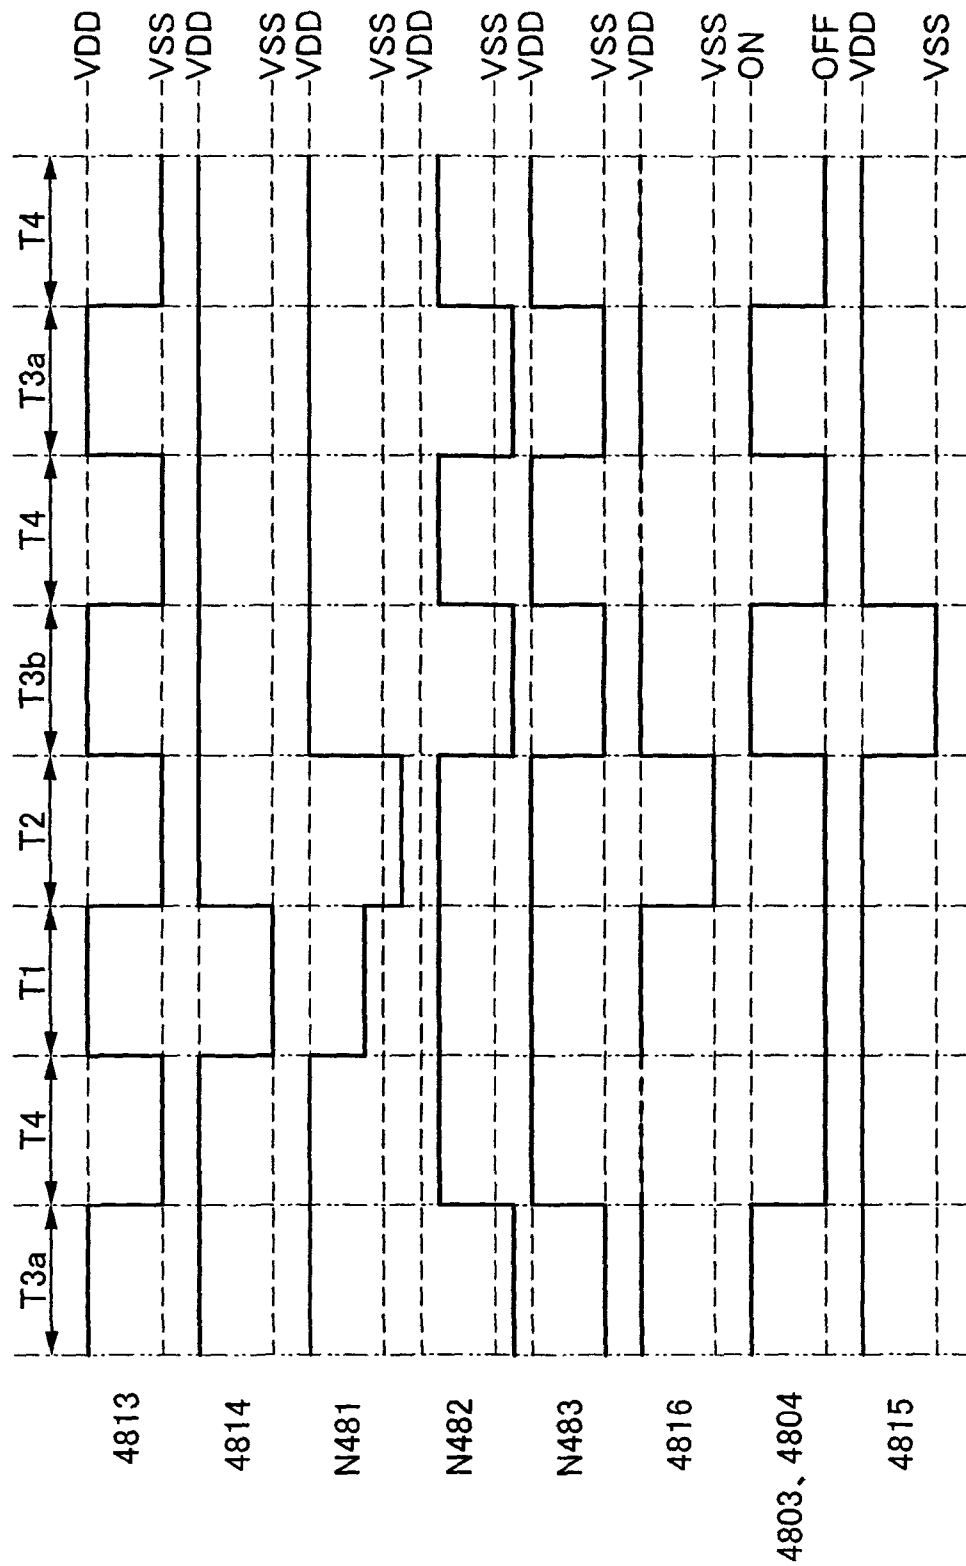 T3a T4 T1 T2 T3b T4 T3a T4
4813 VDD VSS
4814 VDD VSS
N481 VDD VSS
N482 VDD VSS
N483 VDD VSS
4816 VDD VSS
4803、4804 ON OFF
4815 VDD VSS